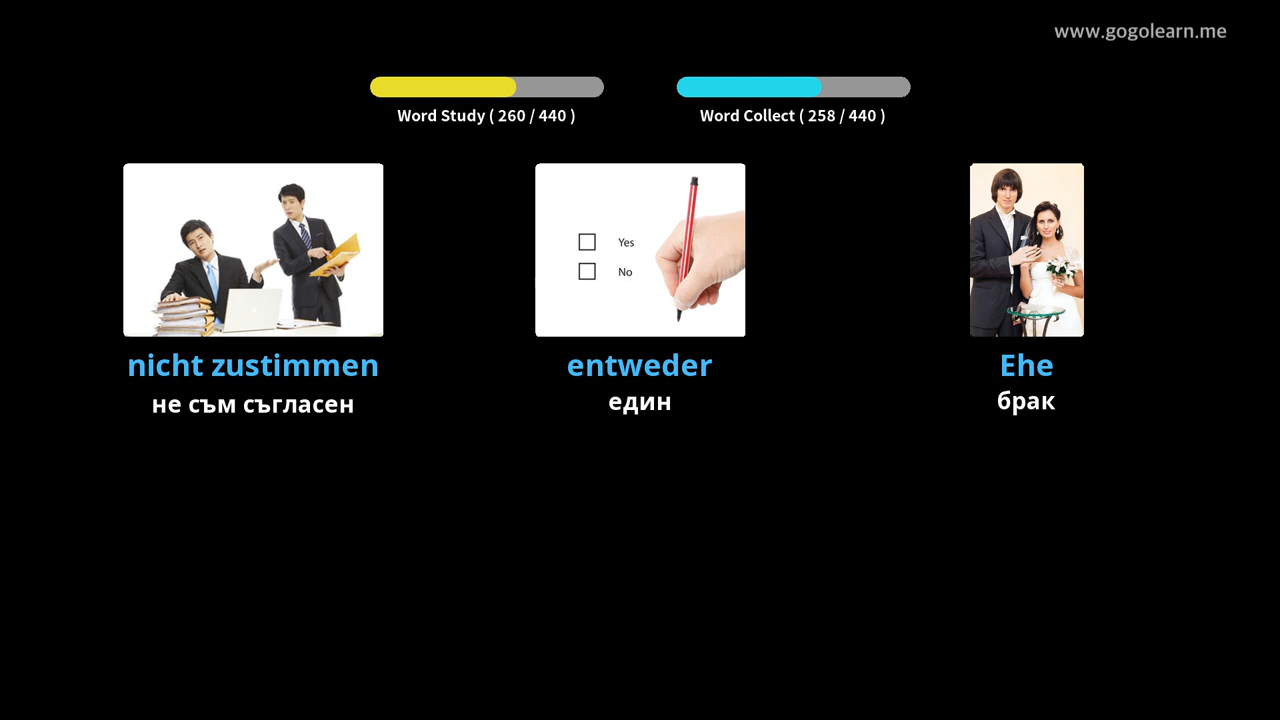 www.gogolearn.me
Word Study ( 260 / 440 )
Word Collect ( 258 / 440 )
Yes
No
nicht zustimmen
entweder
Ehe
не съм съгласен
един
брак